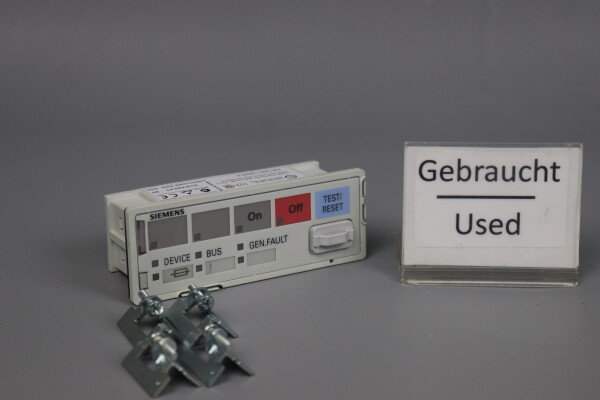 SIEMENS
On
Off
TEST/
RESET
DEVICE BUS GEN.FAULT
Gebraucht
Used